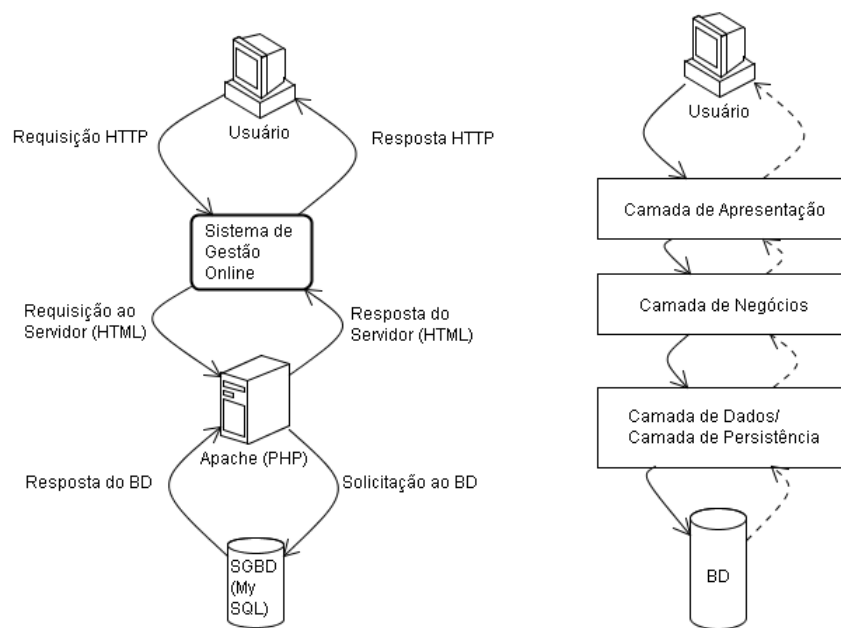 Usuário
Requisição HTTP
Resposta HTTP
Sistema de
Gestão
Online
Requisição ao
Servidor (HTML)
Resposta do
Servidor (HTML)
Apache (PHP)
Resposta do BD
Solicitação ao BD
SGBD
(My
SQL)
Usuário
Camada de Apresentação
Camada de Negócios
Camada de Dados/
Camada de Persistência
BD